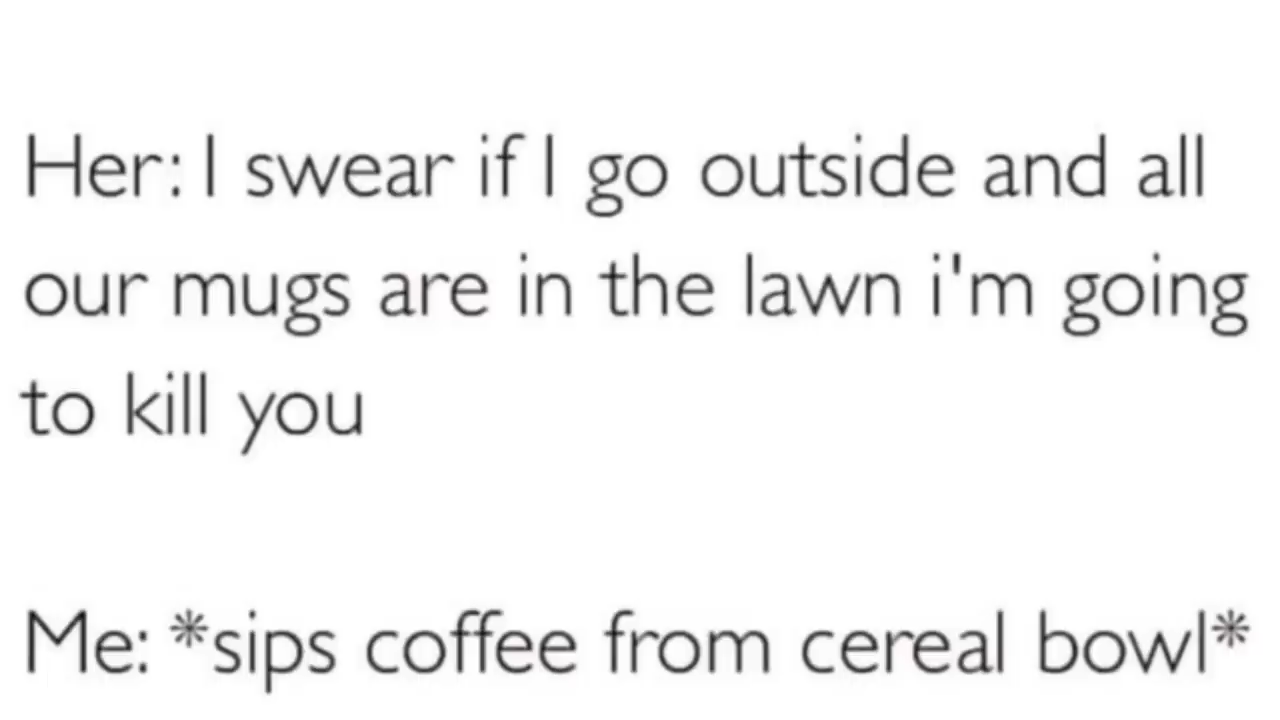 Her: I swear if I go outside and all
our mugs are in the lawn i'm going
to kill you
Me: *sips coffee from cereal bowl*